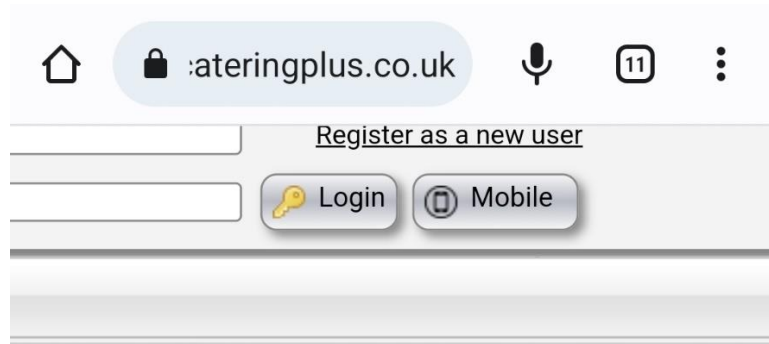 ateringplus.co.uk
11
Register as a new user
Login
Mobile